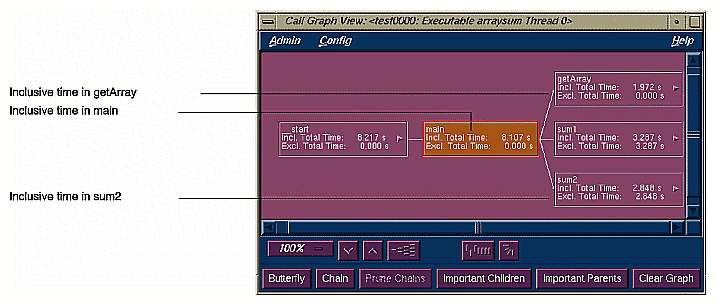 Call Graph View: <test0000: Executable arraysum Thread 0>
Admin Config Help
Inclusive time in getArray
Inclusive time in main
Inclusive time in sum2
getArray
Incl. Total Time: 1.972 s
Excl. Total Time: 0.000 s
__start
Incl. Total Time: 8.217 s
Excl. Total Time: 0.000 s
main
Incl. Total Time: 8.107 s
Excl. Total Time: 0.000 s
sum1
Incl. Total Time: 3.287 s
Excl. Total Time: 3.287 s
sum2
Incl. Total Time: 2.848 s
Excl. Total Time: 2.848 s
100%
Butterfly Chain Prune Chains Important Children Important Parents Clear Graph